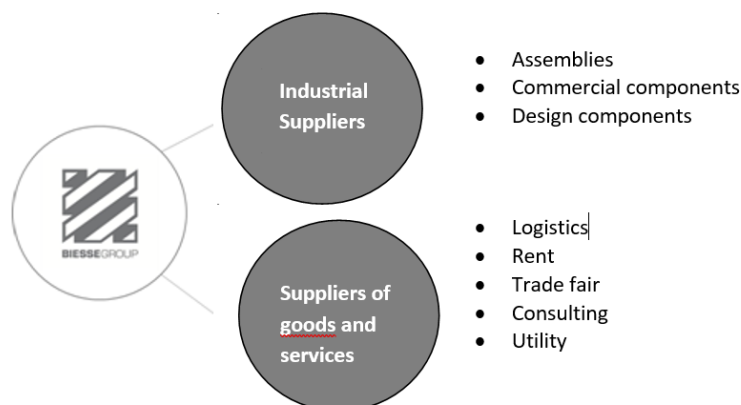 Industrial
Suppliers
Assemblies
Commercial components
Design components
BIESSEGROUP
Suppliers of
goods and
services
Logistics
Rent
Trade fair
Consulting
Utility